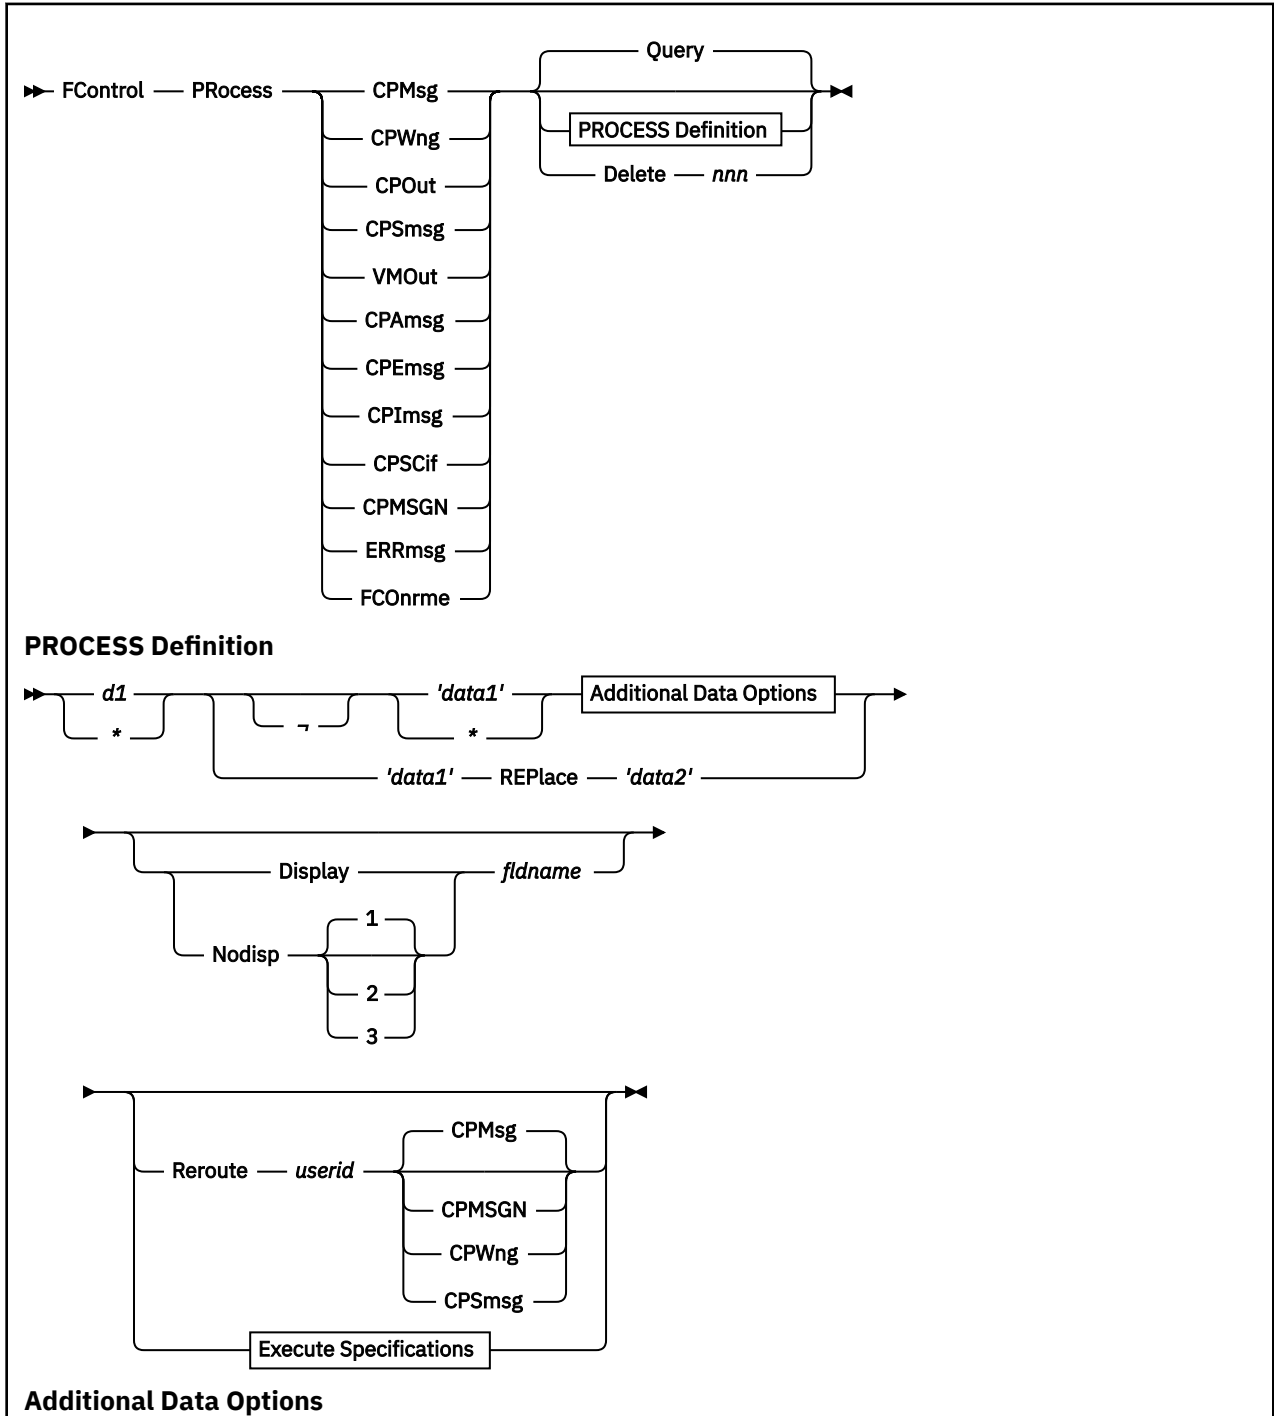 Query
FControl PRocess CPMsg
CPWng
PROCESS Definition
CPOut
Delete nnn
CPSmsg
VMOut
CPAmsg
CPEmsg
CPImsg
CPSCif
CPMSGN
ERRmsg
FCOnrme
PROCESS Definition
d1 'data1' Additional Data Options
* ¬ *
'data1' REPlace 'data2'
Display fldname
1
Nodisp
2
3
CPMsg
Reroute userid
CPMSGN
CPWng
CPSmsg
Execute Specifications
Additional Data Options